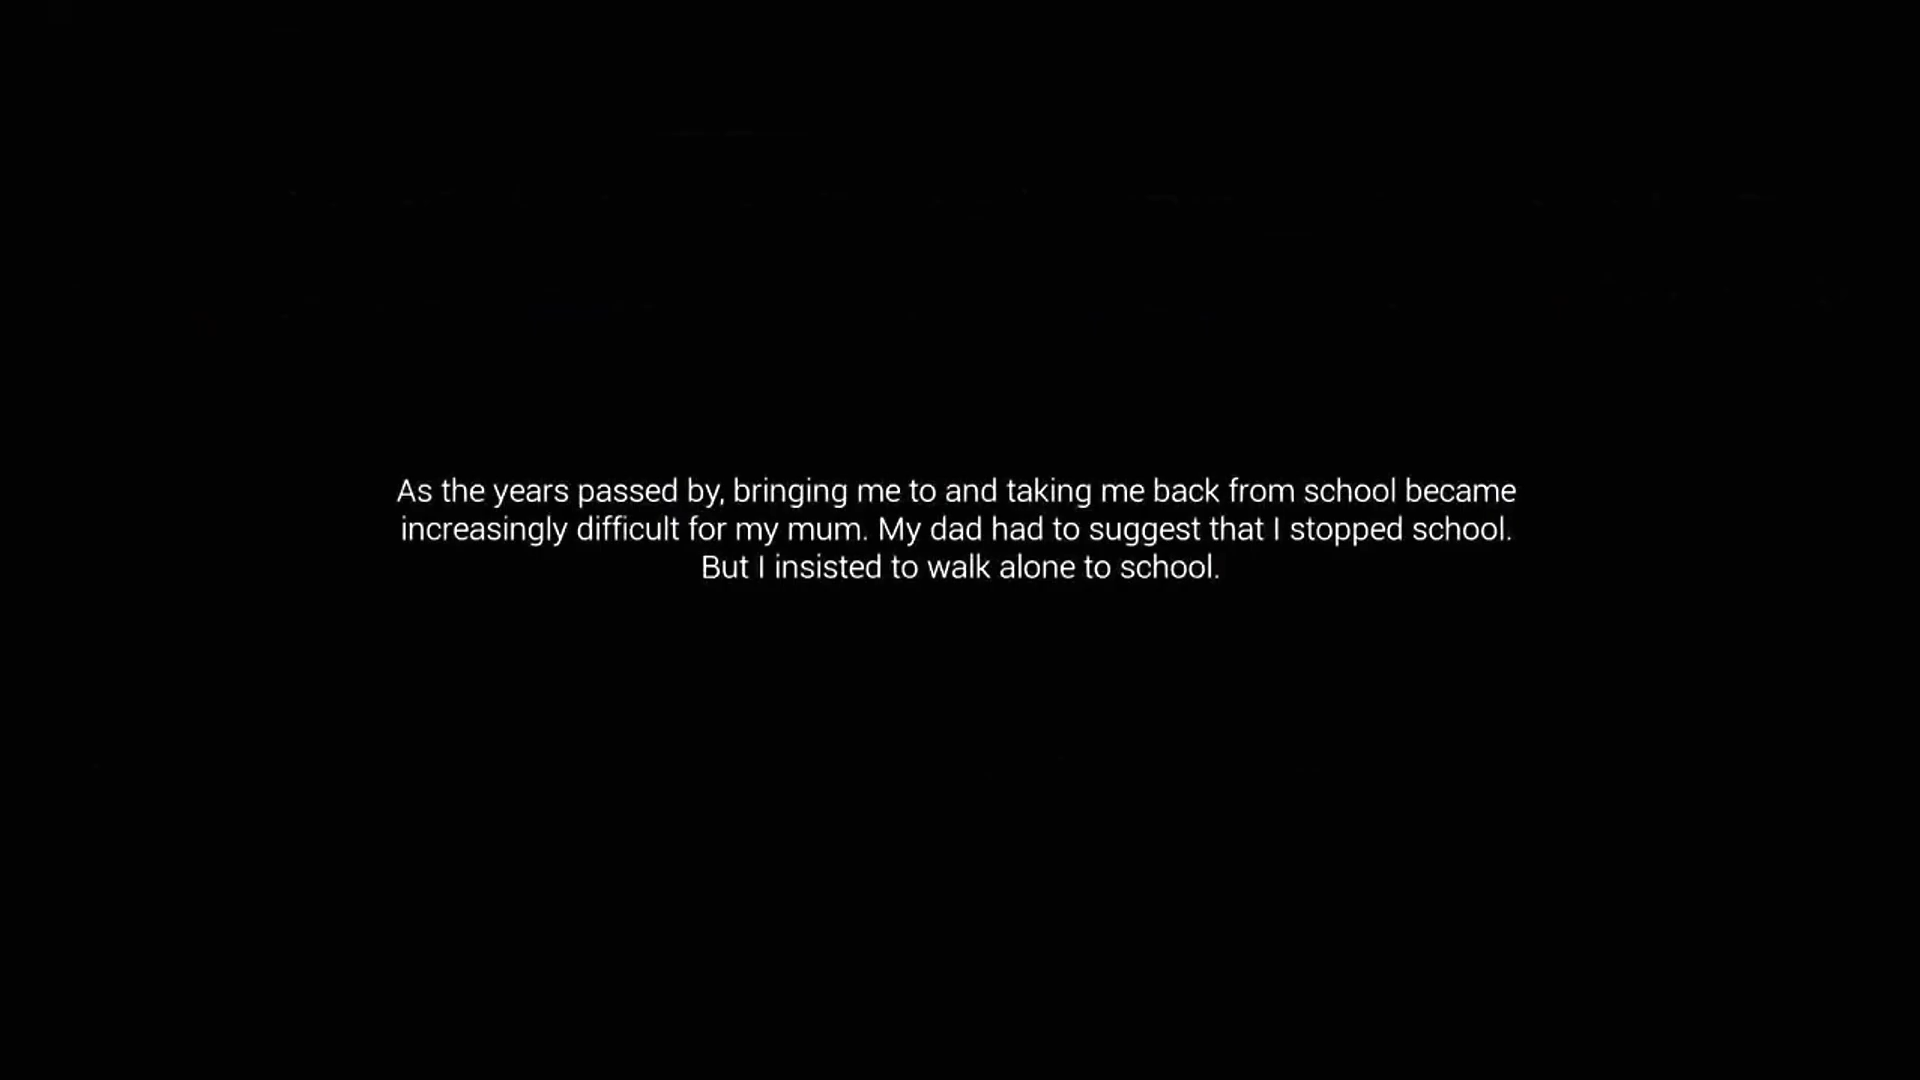 As the years passed by, bringing me to and taking me back from school became
increasingly difficult for my mum. My dad had to suggest that I stopped school.
But I insisted to walk alone to school.